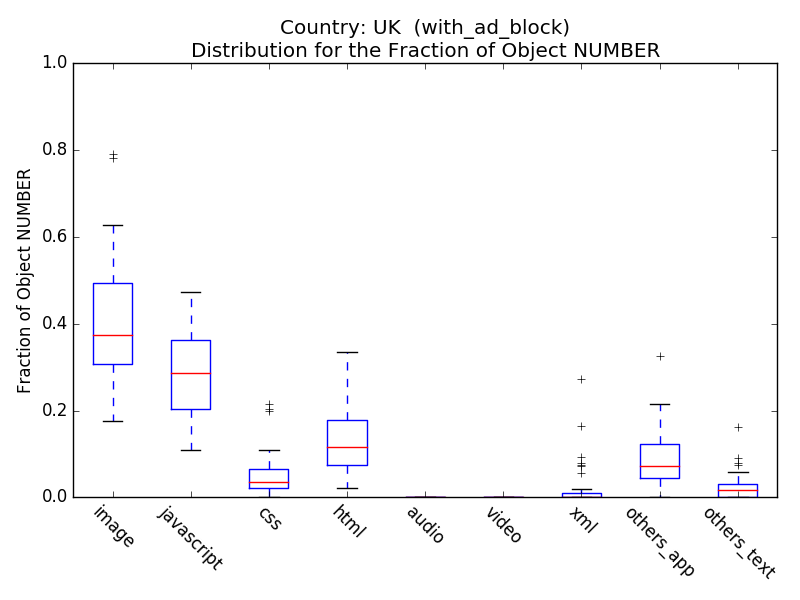 Country: UK  (with_ad_block)
Distribution for the Fraction of Object NUMBER
Fraction of Object NUMBER
1.0
0.8
0.6
0.4
0.2
0.0
image
javascript
css
html
audio
video
xml
others_app
others_text